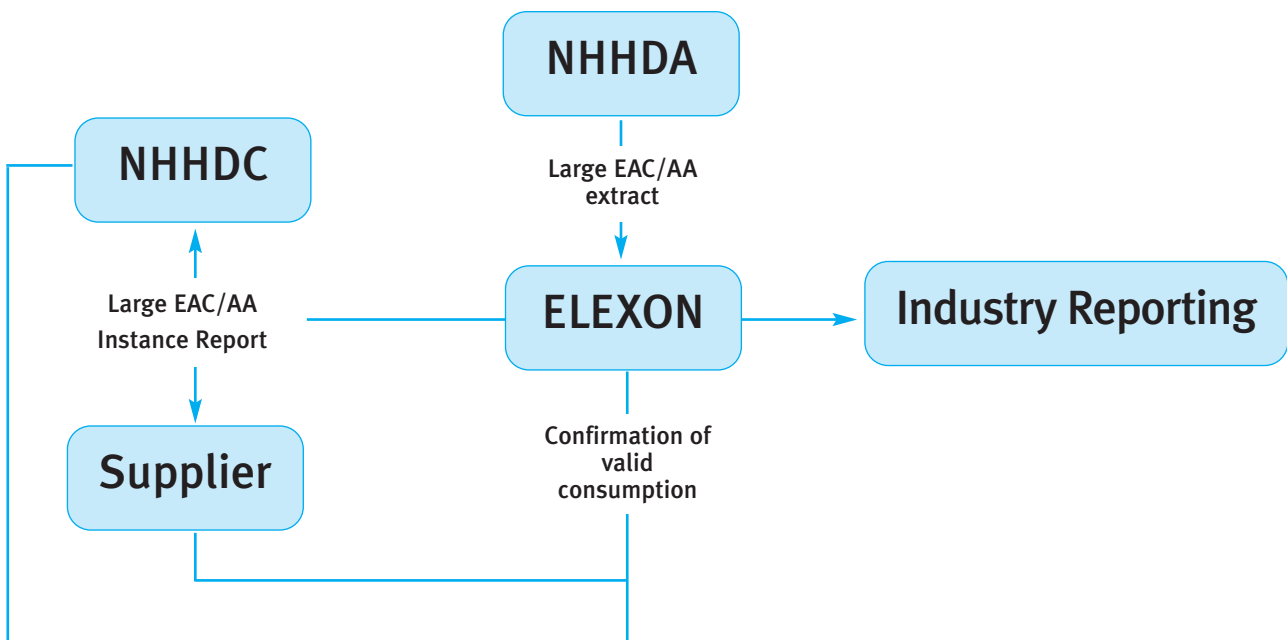 NHHDA
NHHDC
Large EAC/AA
extract
Large EAC/AA
Instance Report
ELEXON
Industry Reporting
Supplier
Confirmation of
valid
consumption